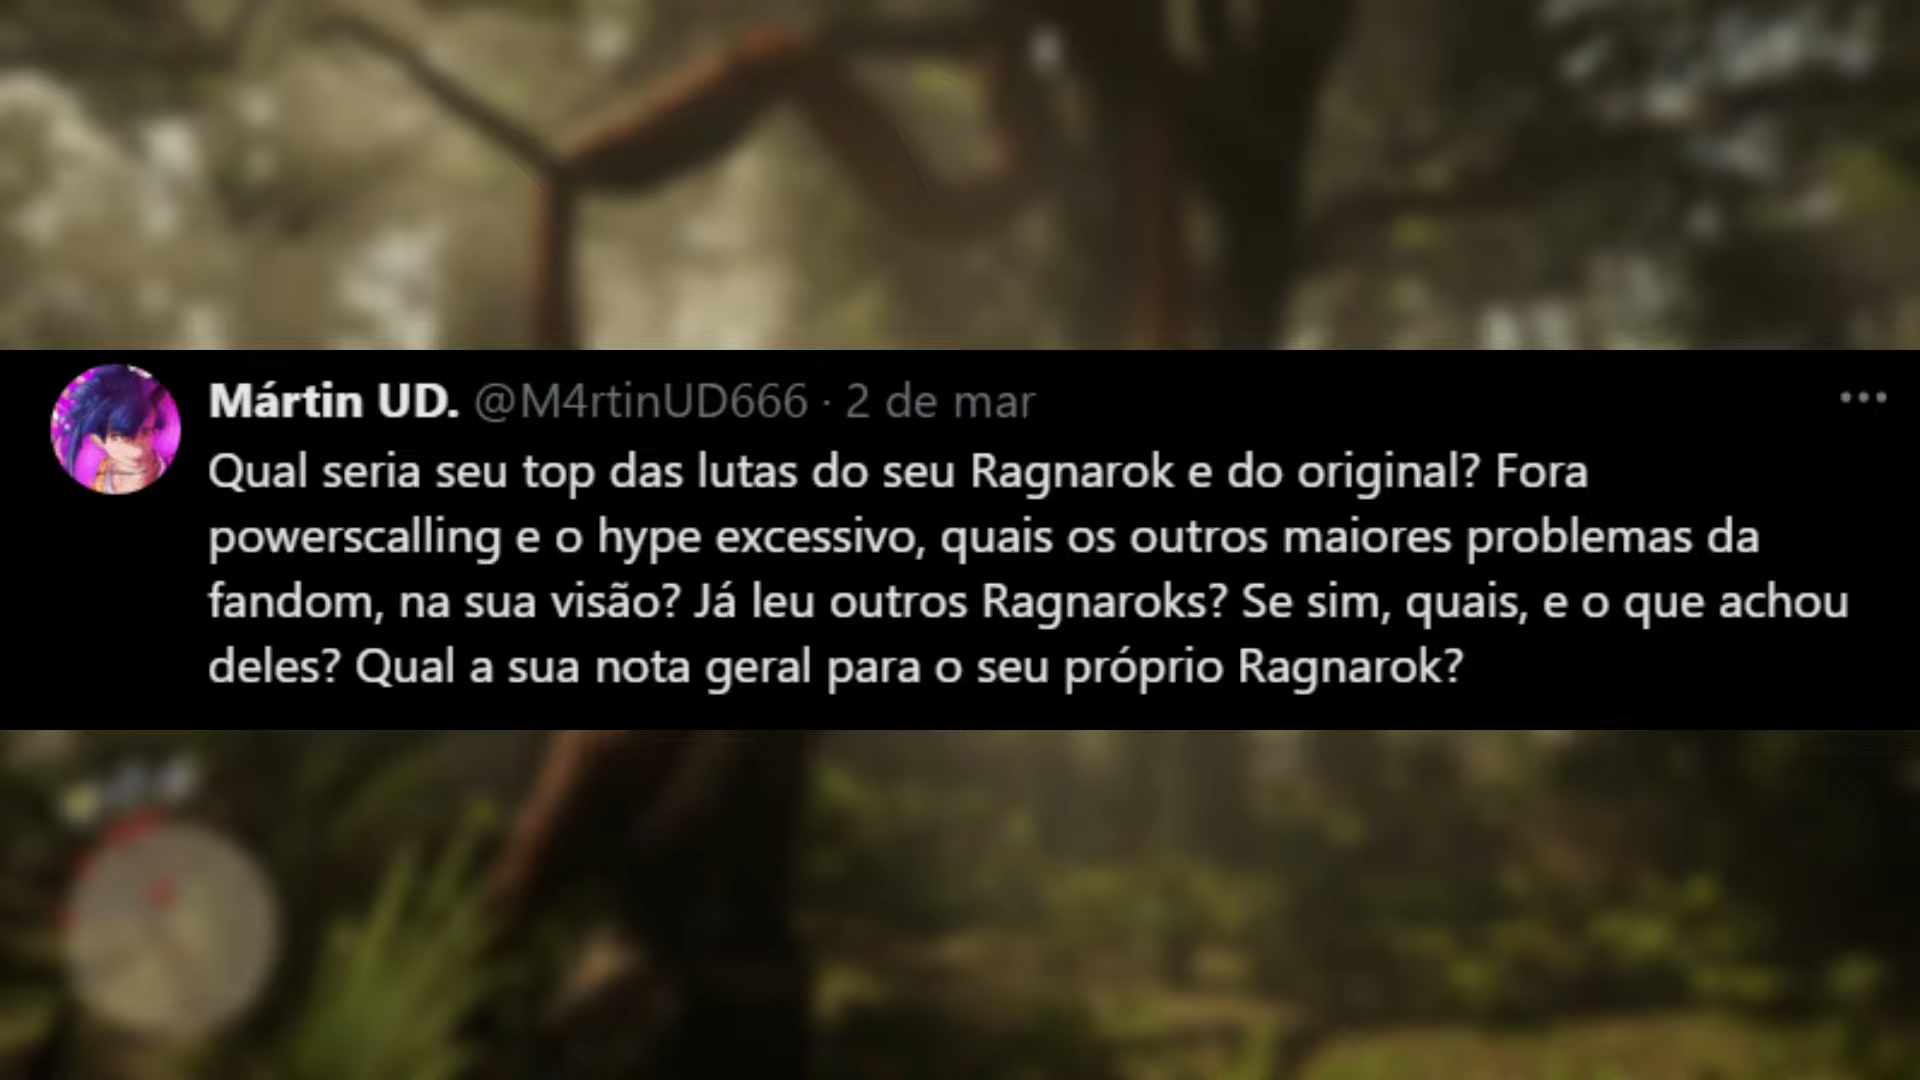 Mártin UD. @M4rtinUD666 · 2 de mar
Qual seria seu top das lutas do seu Ragnarok e do original? Fora
powerscalling e o hype excessivo, quais os outros maiores problemas da
fandom, na sua visão? Já leu outros Ragnaroks? Se sim, quais, e o que achou
deles? Qual a sua nota geral para o seu próprio Ragnarok?